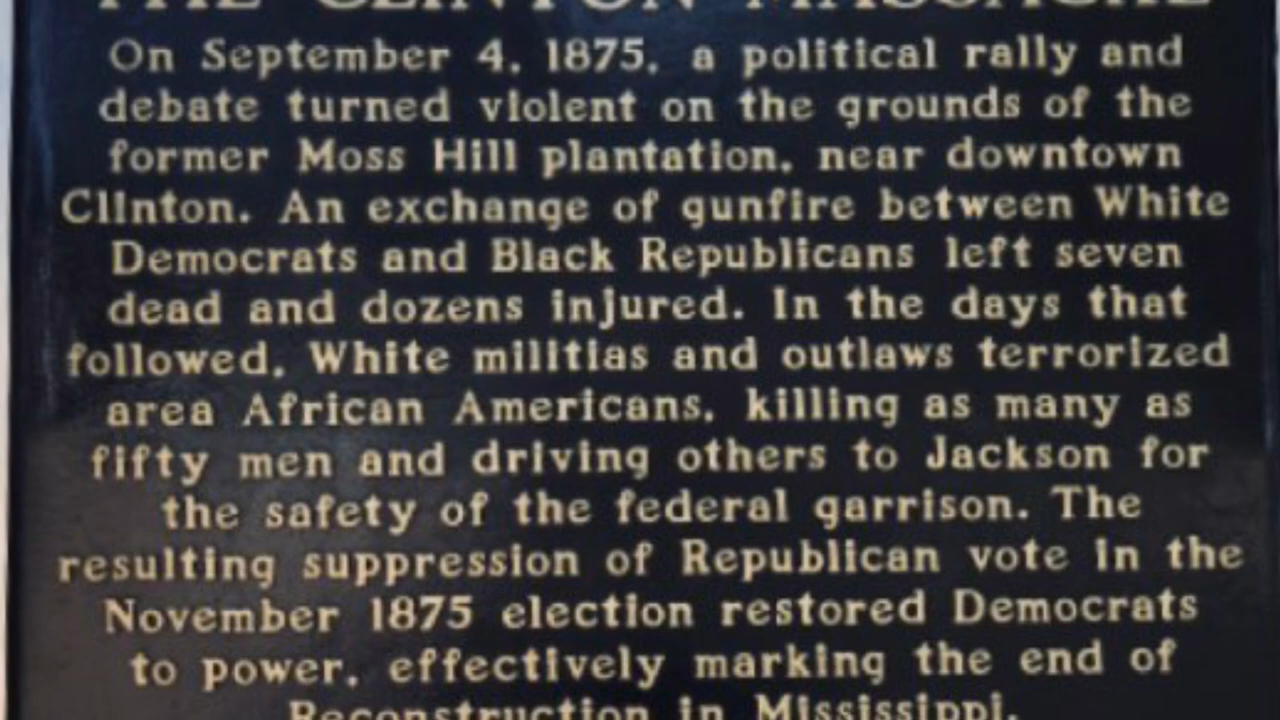 THE CLINTON MASSACRE
On September 4, 1875, a political rally and
debate turned violent on the grounds of the
former Moss Hill plantation, near downtown
Clinton. An exchange of gunfire between White
Democrats and Black Republicans left seven
dead and dozens injured. In the days that
followed, White militias and outlaws terrorized
area African Americans, killing as many as
fifty men and driving others to Jackson for
the safety of the federal garrison. The
resulting suppression of Republican vote in the
November 1875 election restored Democrats
to power, effectively marking the end of
Reconstruction in Mississippi.